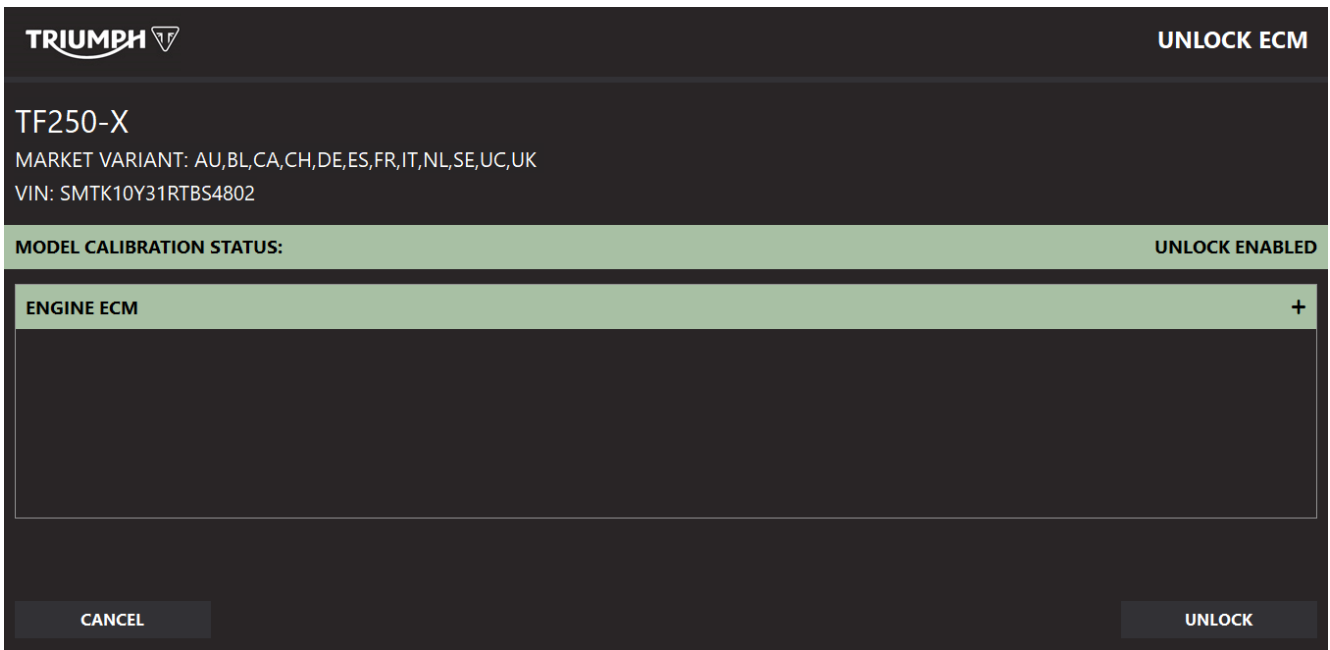 TRIUMPH
UNLOCK ECM
TF250-X
MARKET VARIANT: AU,BL,CA,CH,DE,ES,FR,IT,NL,SE,UC,UK
VIN: SMTK10Y31RTBS4802
MODEL CALIBRATION STATUS: UNLOCK ENABLED
ENGINE ECM +
CANCEL UNLOCK